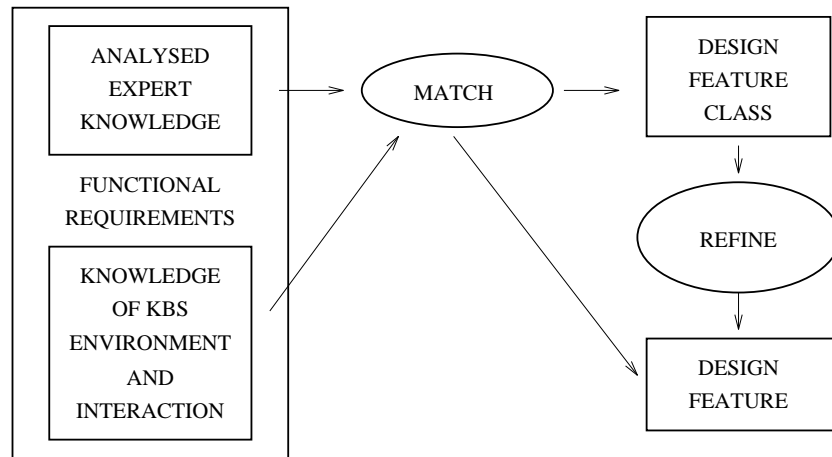 ANALYSED
EXPERT
KNOWLEDGE
FUNCTIONAL
REQUIREMENTS
KNOWLEDGE
OF KBS
ENVIRONMENT
AND
INTERACTION
MATCH
DESIGN
FEATURE
CLASS
REFINE
DESIGN
FEATURE